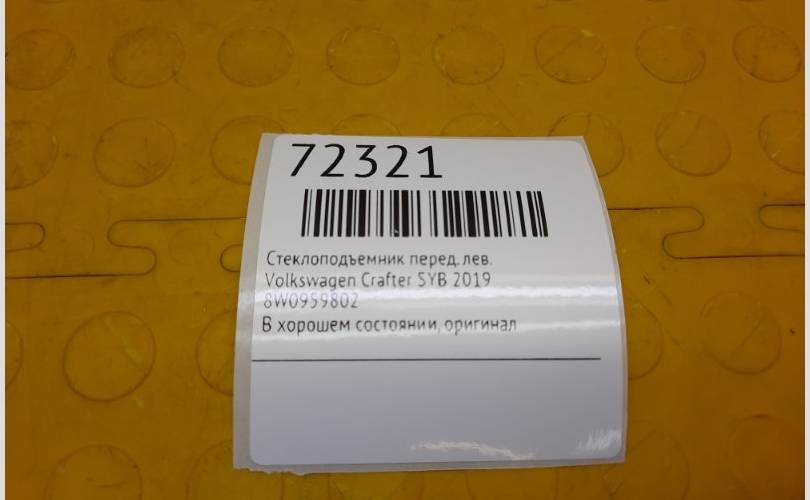 72321
Стеклоподъемник перед. лев.
Volkswagen Crafter SYB 2019
8W0959802
В хорошем состоянии, оригинал